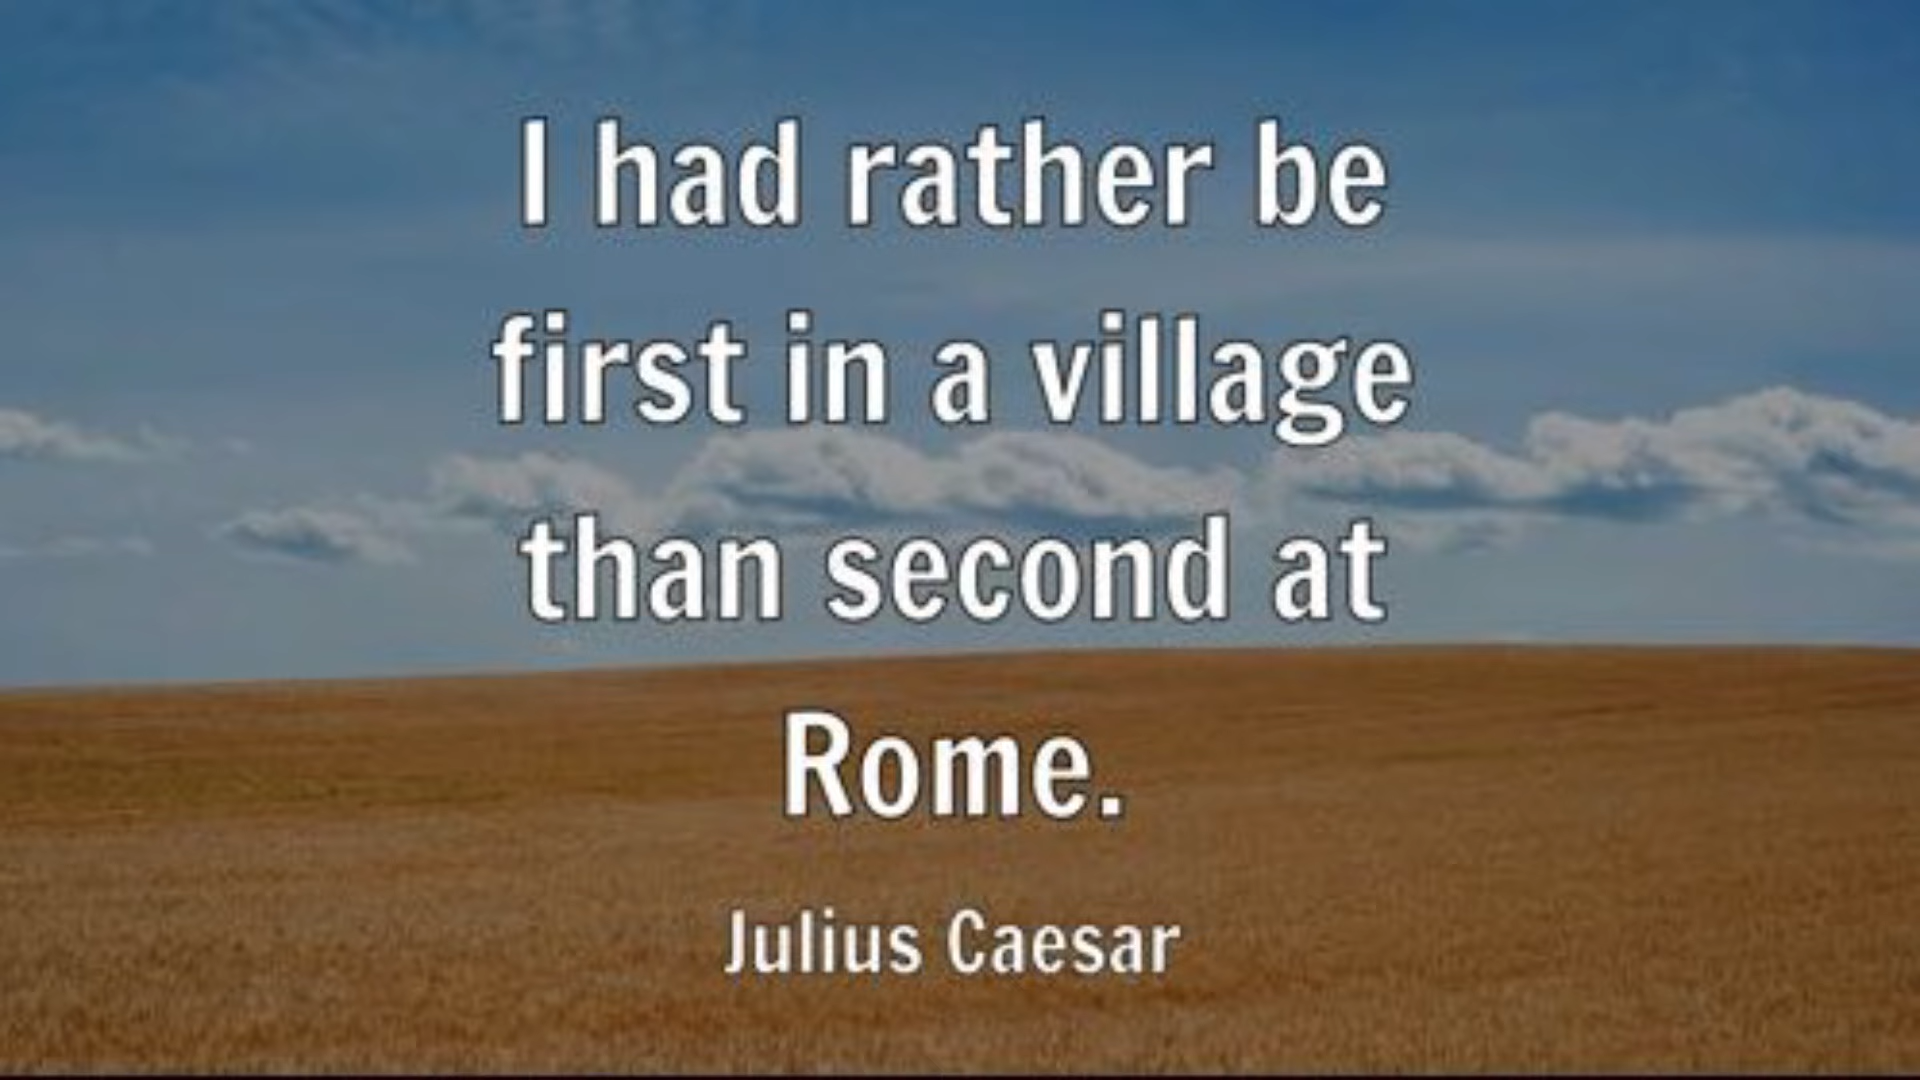 I had rather be
first in a village
than second at
Rome.
Julius Caesar